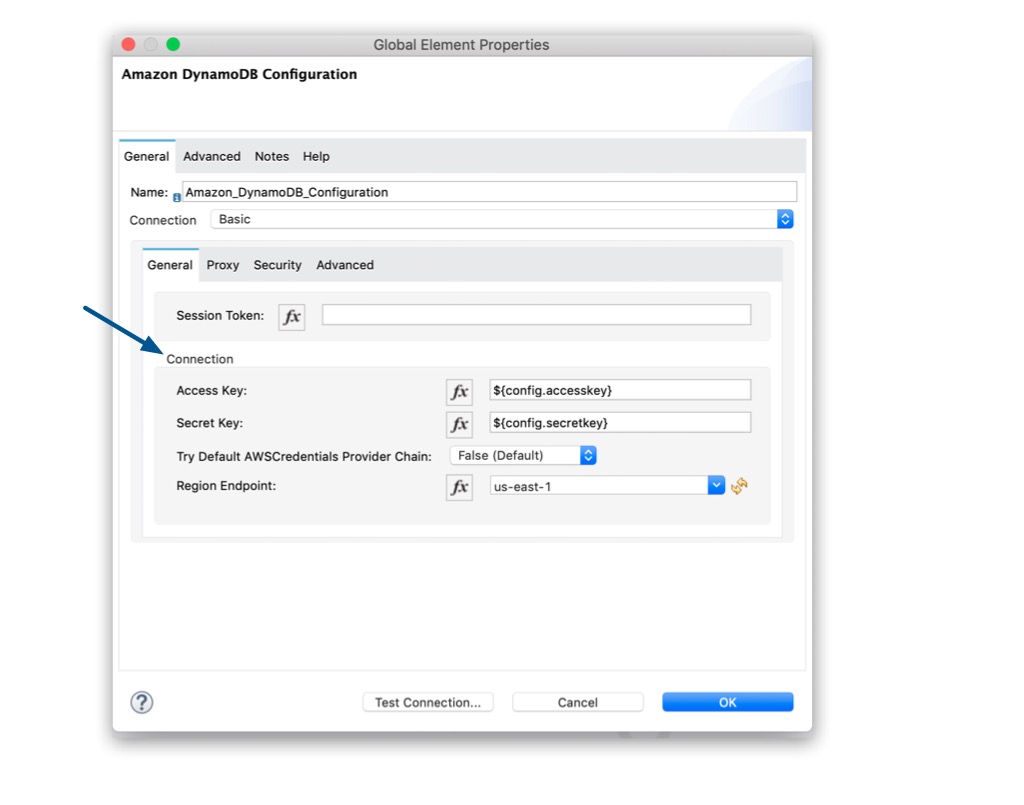 Global Element Properties
Amazon DynamoDB Configuration
General Advanced Notes Help
Name: Amazon_DynamoDB_Configuration
Connection Basic
General Proxy Security Advanced
Session Token: fx
Connection
Access Key: fx ${config.accesskey}
Secret Key: fx ${config.secretkey}
Try Default AWSCredentials Provider Chain: False (Default)
Region Endpoint: fx us-east-1
? Test Connection... Cancel OK